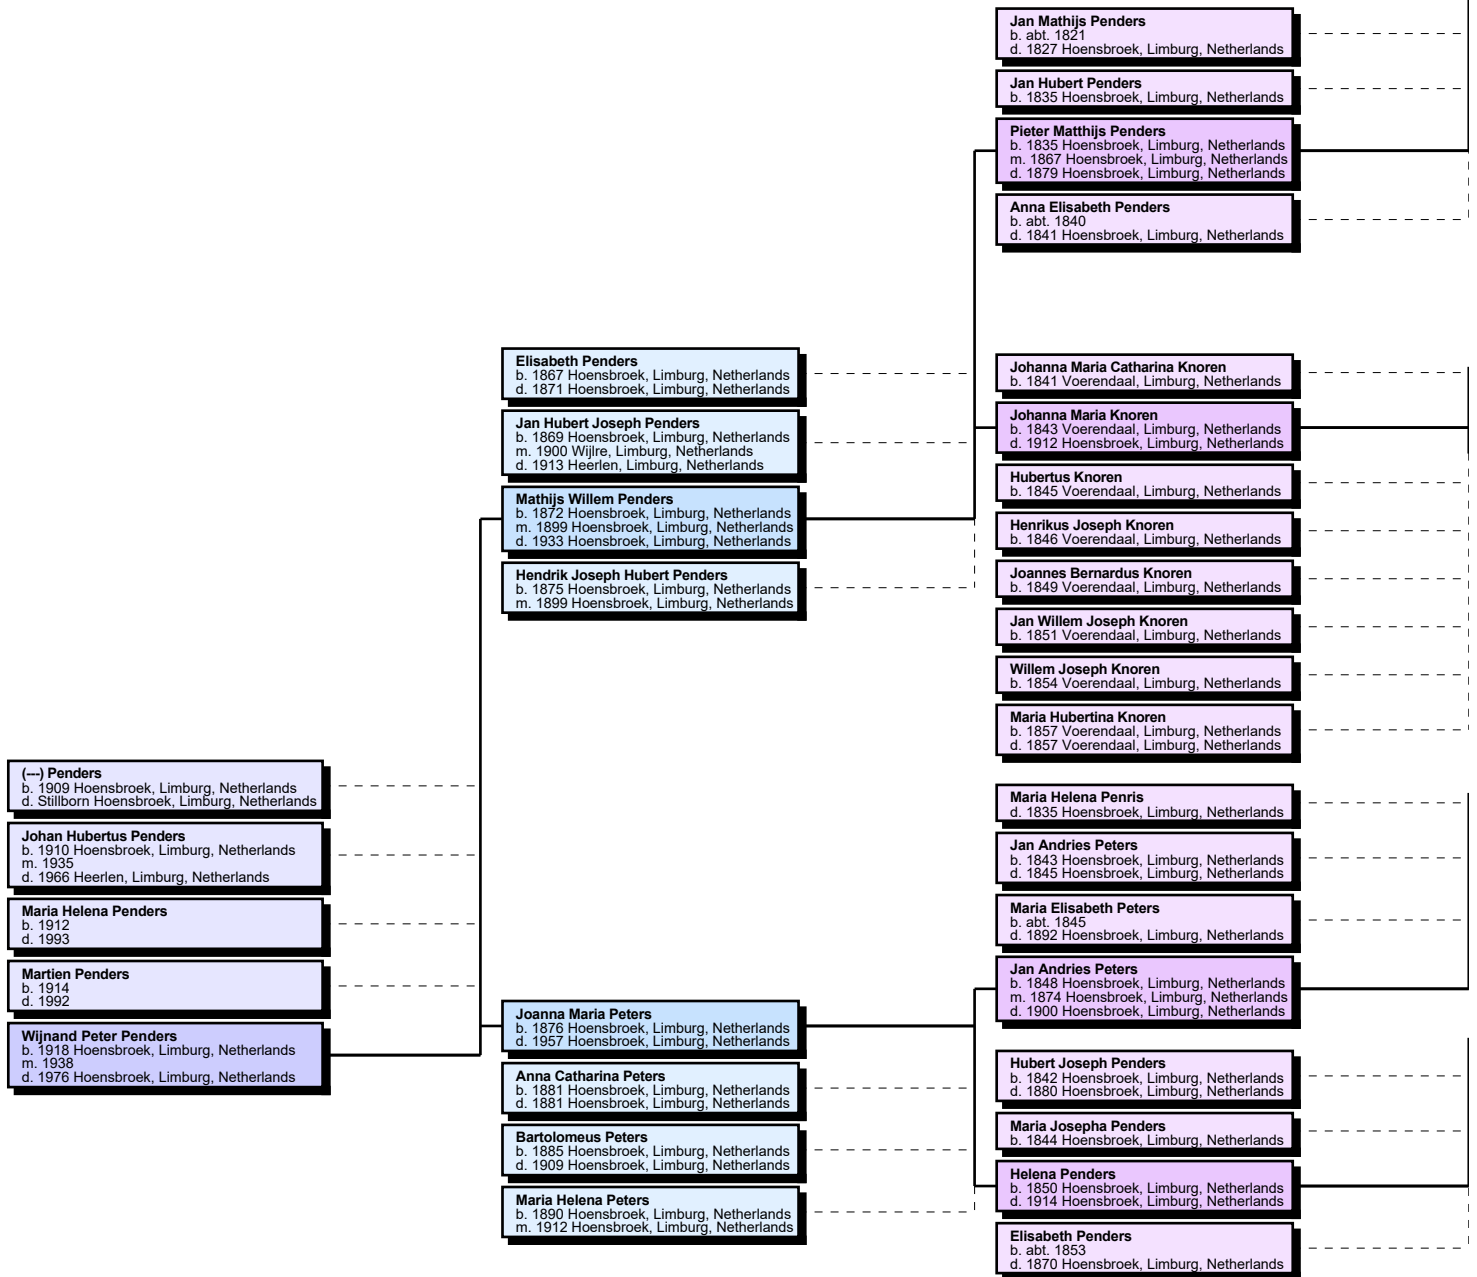 (---) Penders
b. 1909 Hoensbroek, Limburg, Netherlands
d. Stillborn Hoensbroek, Limburg, Netherlands
Johan Hubertus Penders
b. 1910 Hoensbroek, Limburg, Netherlands
m. 1935
d. 1966 Heerlen, Limburg, Netherlands
Maria Helena Penders
b. 1912
d. 1993
Martien Penders
b. 1914
d. 1992
Wijnand Peter Penders
b. 1918 Hoensbroek, Limburg, Netherlands
m. 1938
d. 1976 Hoensbroek, Limburg, Netherlands
Elisabeth Penders
b. 1867 Hoensbroek, Limburg, Netherlands
d. 1871 Hoensbroek, Limburg, Netherlands
Jan Hubert Joseph Penders
b. 1869 Hoensbroek, Limburg, Netherlands
m. 1900 Wijlre, Limburg, Netherlands
d. 1913 Heerlen, Limburg, Netherlands
Mathijs Willem Penders
b. 1872 Hoensbroek, Limburg, Netherlands
m. 1899 Hoensbroek, Limburg, Netherlands
d. 1933 Hoensbroek, Limburg, Netherlands
Hendrik Joseph Hubert Penders
b. 1875 Hoensbroek, Limburg, Netherlands
m. 1899 Hoensbroek, Limburg, Netherlands
Joanna Maria Peters
b. 1876 Hoensbroek, Limburg, Netherlands
d. 1957 Hoensbroek, Limburg, Netherlands
Anna Catharina Peters
b. 1881 Hoensbroek, Limburg, Netherlands
d. 1881 Hoensbroek, Limburg, Netherlands
Bartolomeus Peters
b. 1885 Hoensbroek, Limburg, Netherlands
d. 1909 Hoensbroek, Limburg, Netherlands
Maria Helena Peters
b. 1890 Hoensbroek, Limburg, Netherlands
m. 1912 Hoensbroek, Limburg, Netherlands
Jan Mathijs Penders
b. abt. 1821
d. 1827 Hoensbroek, Limburg, Netherlands
Jan Hubert Penders
b. 1835 Hoensbroek, Limburg, Netherlands
Pieter Matthijs Penders
b. 1835 Hoensbroek, Limburg, Netherlands
m. 1867 Hoensbroek, Limburg, Netherlands
d. 1879 Hoensbroek, Limburg, Netherlands
Anna Elisabeth Penders
b. abt. 1840
d. 1841 Hoensbroek, Limburg, Netherlands
Johanna Maria Catharina Knoren
b. 1841 Voerendaal, Limburg, Netherlands
Johanna Maria Knoren
b. 1843 Voerendaal, Limburg, Netherlands
d. 1912 Hoensbroek, Limburg, Netherlands
Hubertus Knoren
b. 1845 Voerendaal, Limburg, Netherlands
Henrikus Joseph Knoren
b. 1846 Voerendaal, Limburg, Netherlands
Joannes Bernardus Knoren
b. 1849 Voerendaal, Limburg, Netherlands
Jan Willem Joseph Knoren
b. 1851 Voerendaal, Limburg, Netherlands
Willem Joseph Knoren
b. 1854 Voerendaal, Limburg, Netherlands
Maria Hubertina Knoren
b. 1857 Voerendaal, Limburg, Netherlands
d. 1857 Voerendaal, Limburg, Netherlands
Maria Helena Penris
d. 1835 Hoensbroek, Limburg, Netherlands
Jan Andries Peters
b. 1843 Hoensbroek, Limburg, Netherlands
d. 1845 Hoensbroek, Limburg, Netherlands
Maria Elisabeth Peters
b. abt. 1845
d. 1892 Hoensbroek, Limburg, Netherlands
Jan Andries Peters
b. 1848 Hoensbroek, Limburg, Netherlands
m. 1874 Hoensbroek, Limburg, Netherlands
d. 1900 Hoensbroek, Limburg, Netherlands
Hubert Joseph Penders
b. 1842 Hoensbroek, Limburg, Netherlands
d. 1880 Hoensbroek, Limburg, Netherlands
Maria Josepha Penders
b. 1844 Hoensbroek, Limburg, Netherlands
Helena Penders
b. 1850 Hoensbroek, Limburg, Netherlands
d. 1914 Hoensbroek, Limburg, Netherlands
Elisabeth Penders
b. abt. 1853
d. 1870 Hoensbroek, Limburg, Netherlands